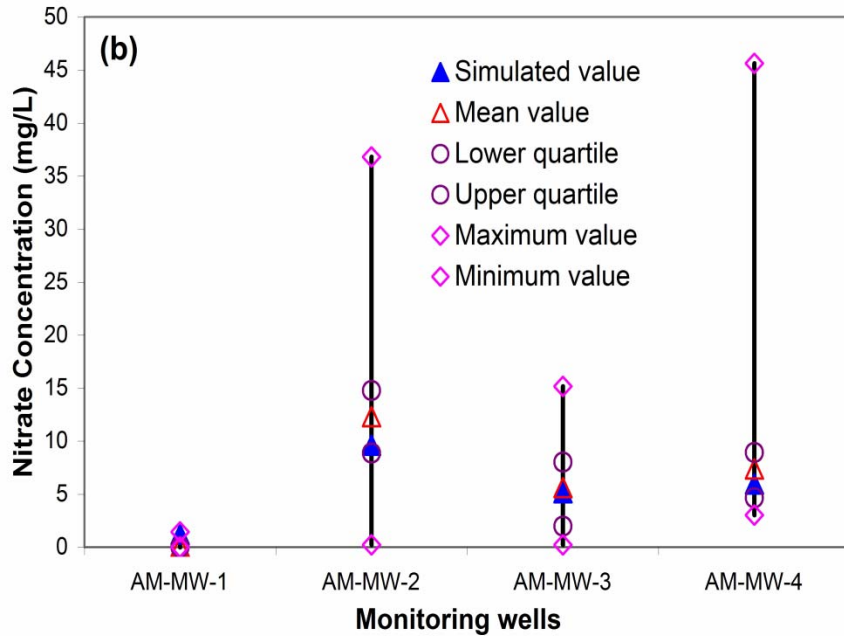 (b)
Simulated value
Mean value
Lower quartile
Upper quartile
Maximum value
Minimum value
Nitrate Concentration (mg/L)
50
45
40
35
30
25
20
15
10
5
0
AM-MW-1 AM-MW-2 AM-MW-3 AM-MW-4
Monitoring wells